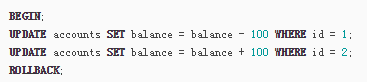 BEGIN;
UPDATE accounts SET balance = balance - 100 WHERE id = 1;
UPDATE accounts SET balance = balance + 100 WHERE id = 2;
ROLLBACK;